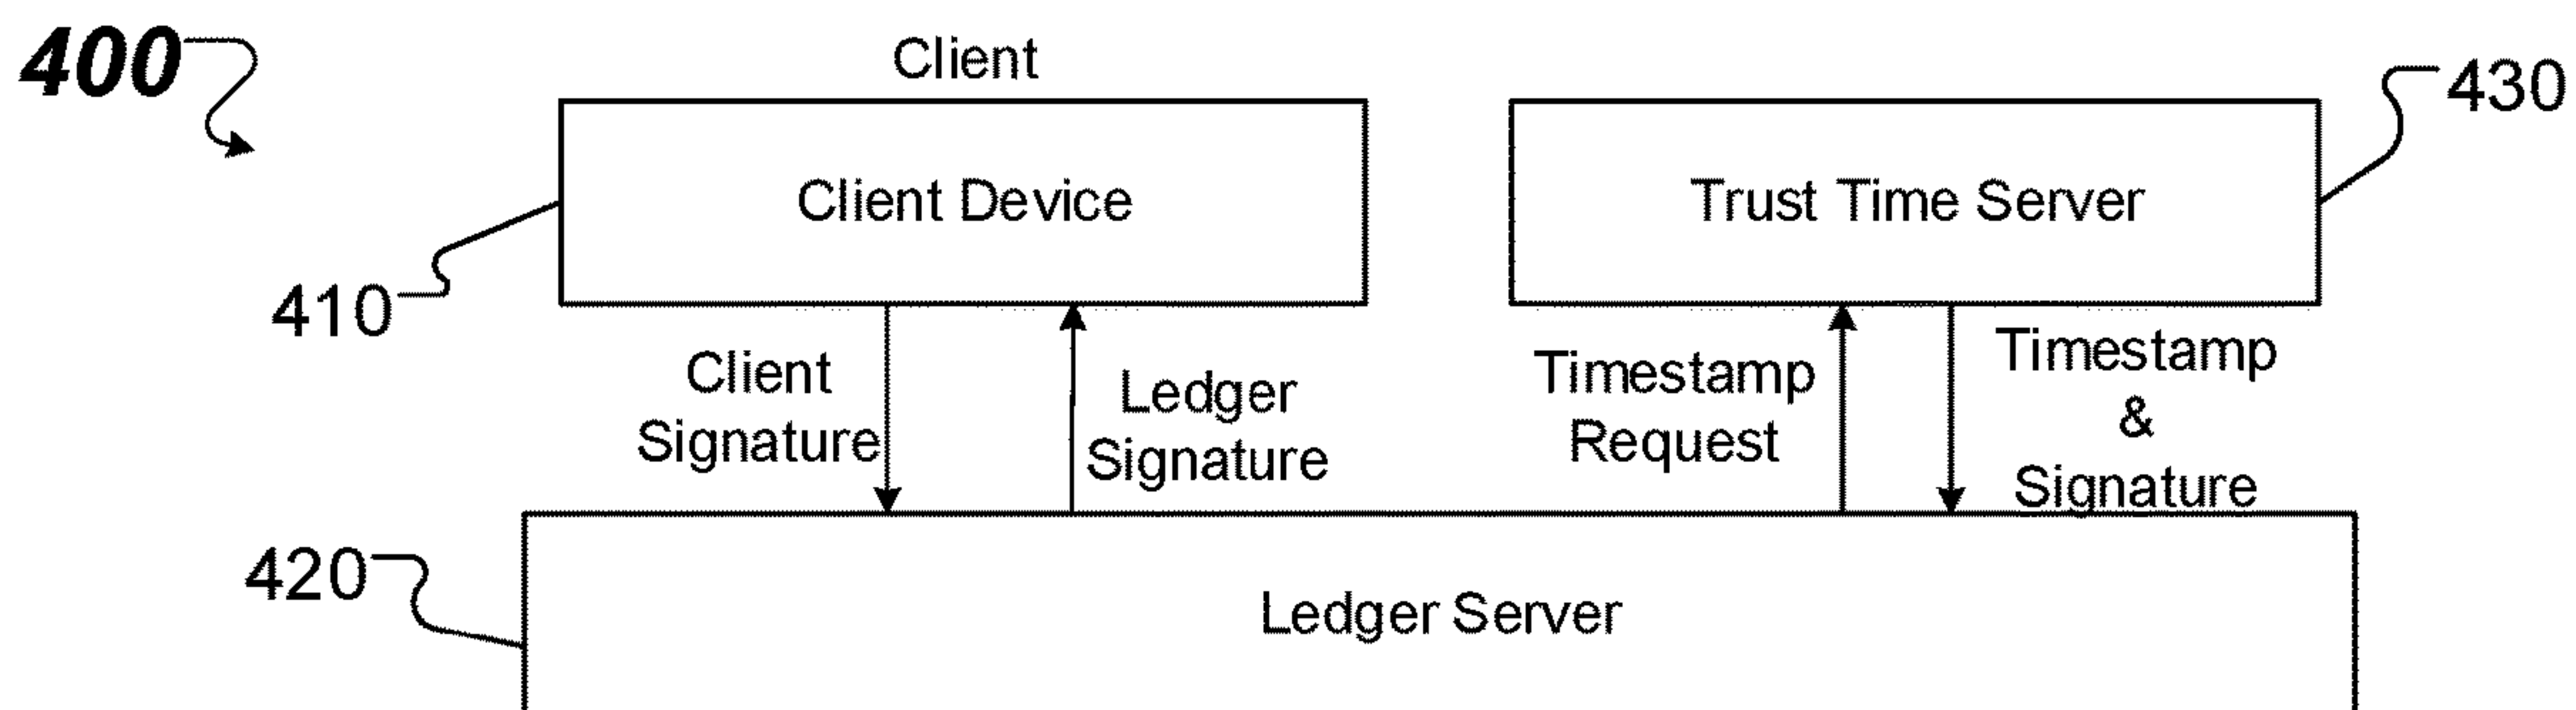 400
Client
430
Client Device
Trust Time Server
410
Client
Signature
Ledger
Signature
Timestamp
Request
Timestamp
&
Signature
420
Ledger Server